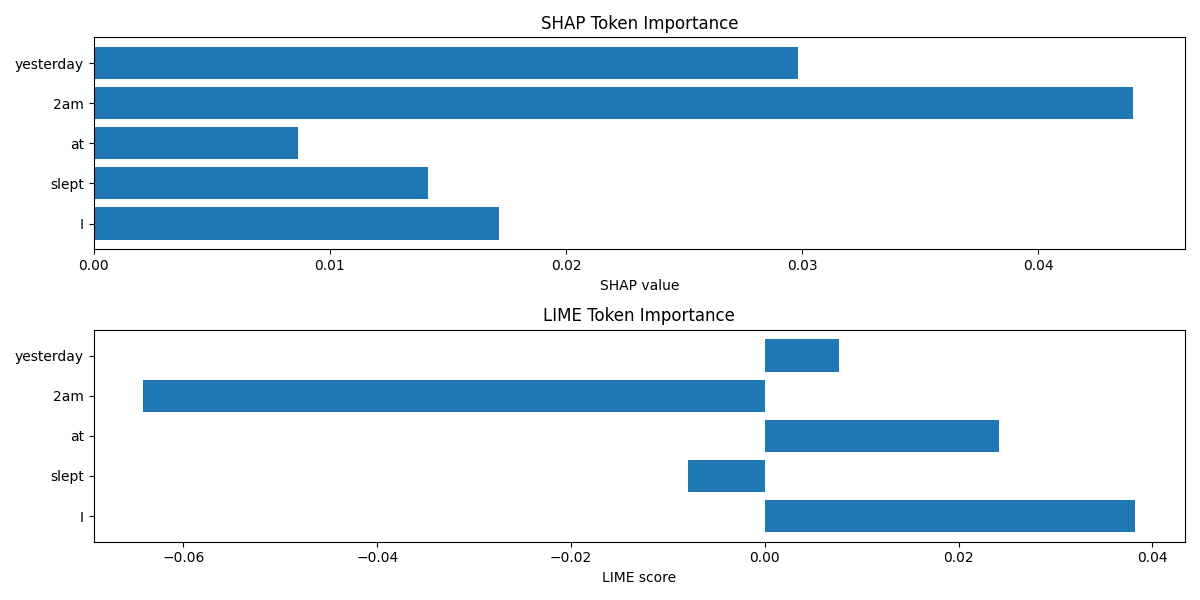 SHAP Token Importance
yesterday
2am
at
slept
I
0.00 0.01 0.02 0.03 0.04
SHAP value
LIME Token Importance
yesterday
2am
at
slept
I
−0.06 −0.04 −0.02 0.00 0.02 0.04
LIME score